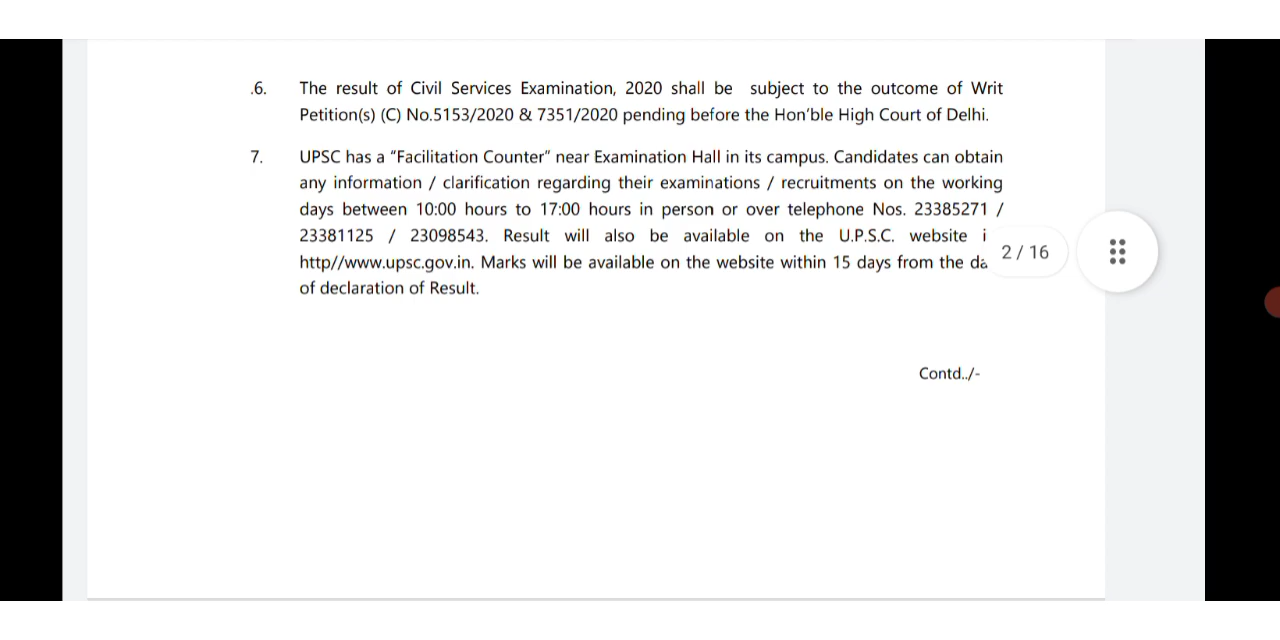 .6. The result of Civil Services Examination, 2020 shall be subject to the outcome of Writ
Petition(s) (C) No.5153/2020 & 7351/2020 pending before the Hon'ble High Court of Delhi.
7. UPSC has a "Facilitation Counter" near Examination Hall in its campus. Candidates can obtain
any information / clarification regarding their examinations / recruitments on the working
days between 10:00 hours to 17:00 hours in person or over telephone Nos. 23385271 /
23381125 / 23098543. Result will also be available on the U.P.S.C. website
http//www.upsc.gov.in. Marks will be available on the website within 15 days from the
2 / 16
of declaration of Result.
Contd../-